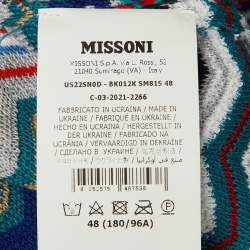 MISSONI
MISSONI S.p.A. via L. Rossi, 52
21040 Sumirago (VA) - Italy
US22SN0D - BK012K SM815 48
C-03-2021-2266
FABBRICATO IN UCRAINA / MADE IN
UKRAINE / FABRIQUÉ EN UKRAINE /
HECHO EN UCRANIA / HERGESTELLT IN
DER UKRAINE / FABRICADO NA
UCRÂNIA / VERVAARDIGD IN OEKRAÏNE
/ СДЕЛАНО В УКРАИНЕ /
صنع في أوكرانيا /
48 (180/96A)